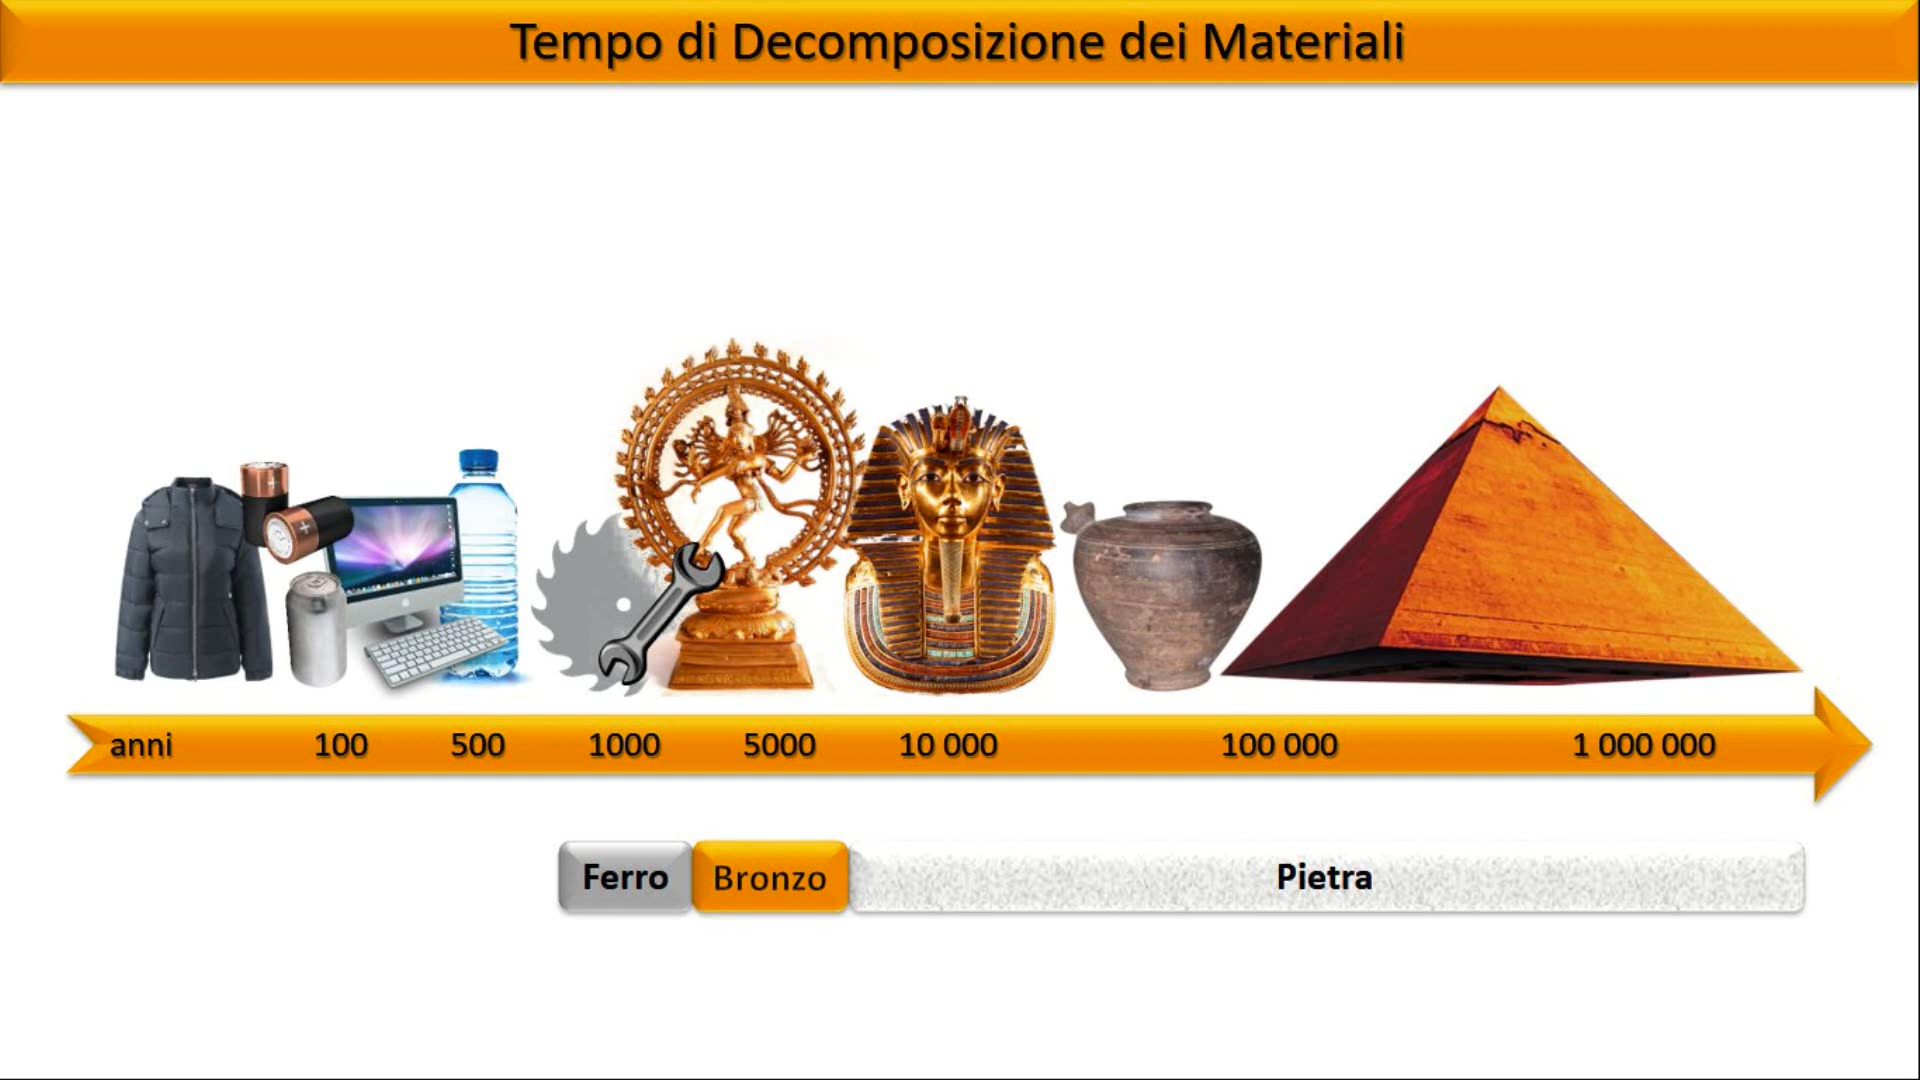 Tempo di Decomposizione dei Materiali
anni 100 500 1000 5000 10 000 100 000 1 000 000
Ferro Bronzo Pietra